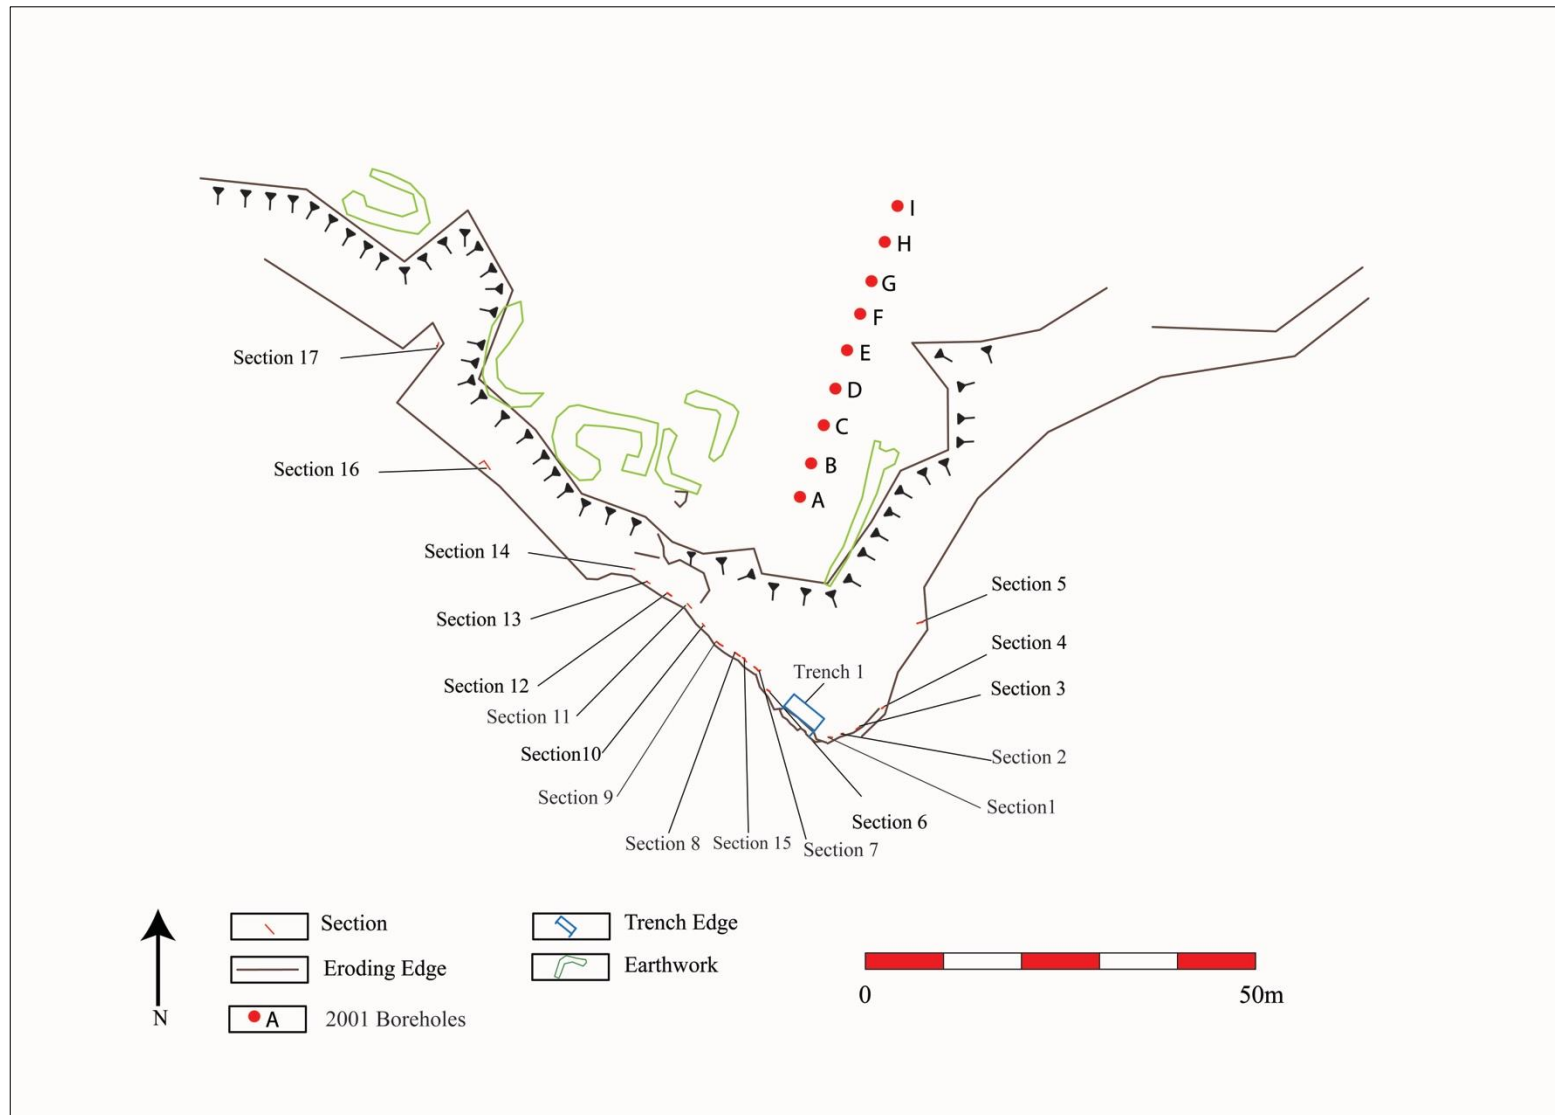 I
H
G
F
E
D
C
B
A
Section 17
Section 16
Section 14
Section 13
Section 12
Section 11
Section10
Section 9
Section 8
Section 15
Section 7
Section 6
Section1
Section 2
Section 3
Section 4
Section 5
Trench 1
N
Section
Eroding Edge
A
2001 Boreholes
Trench Edge
Earthwork
0
50m